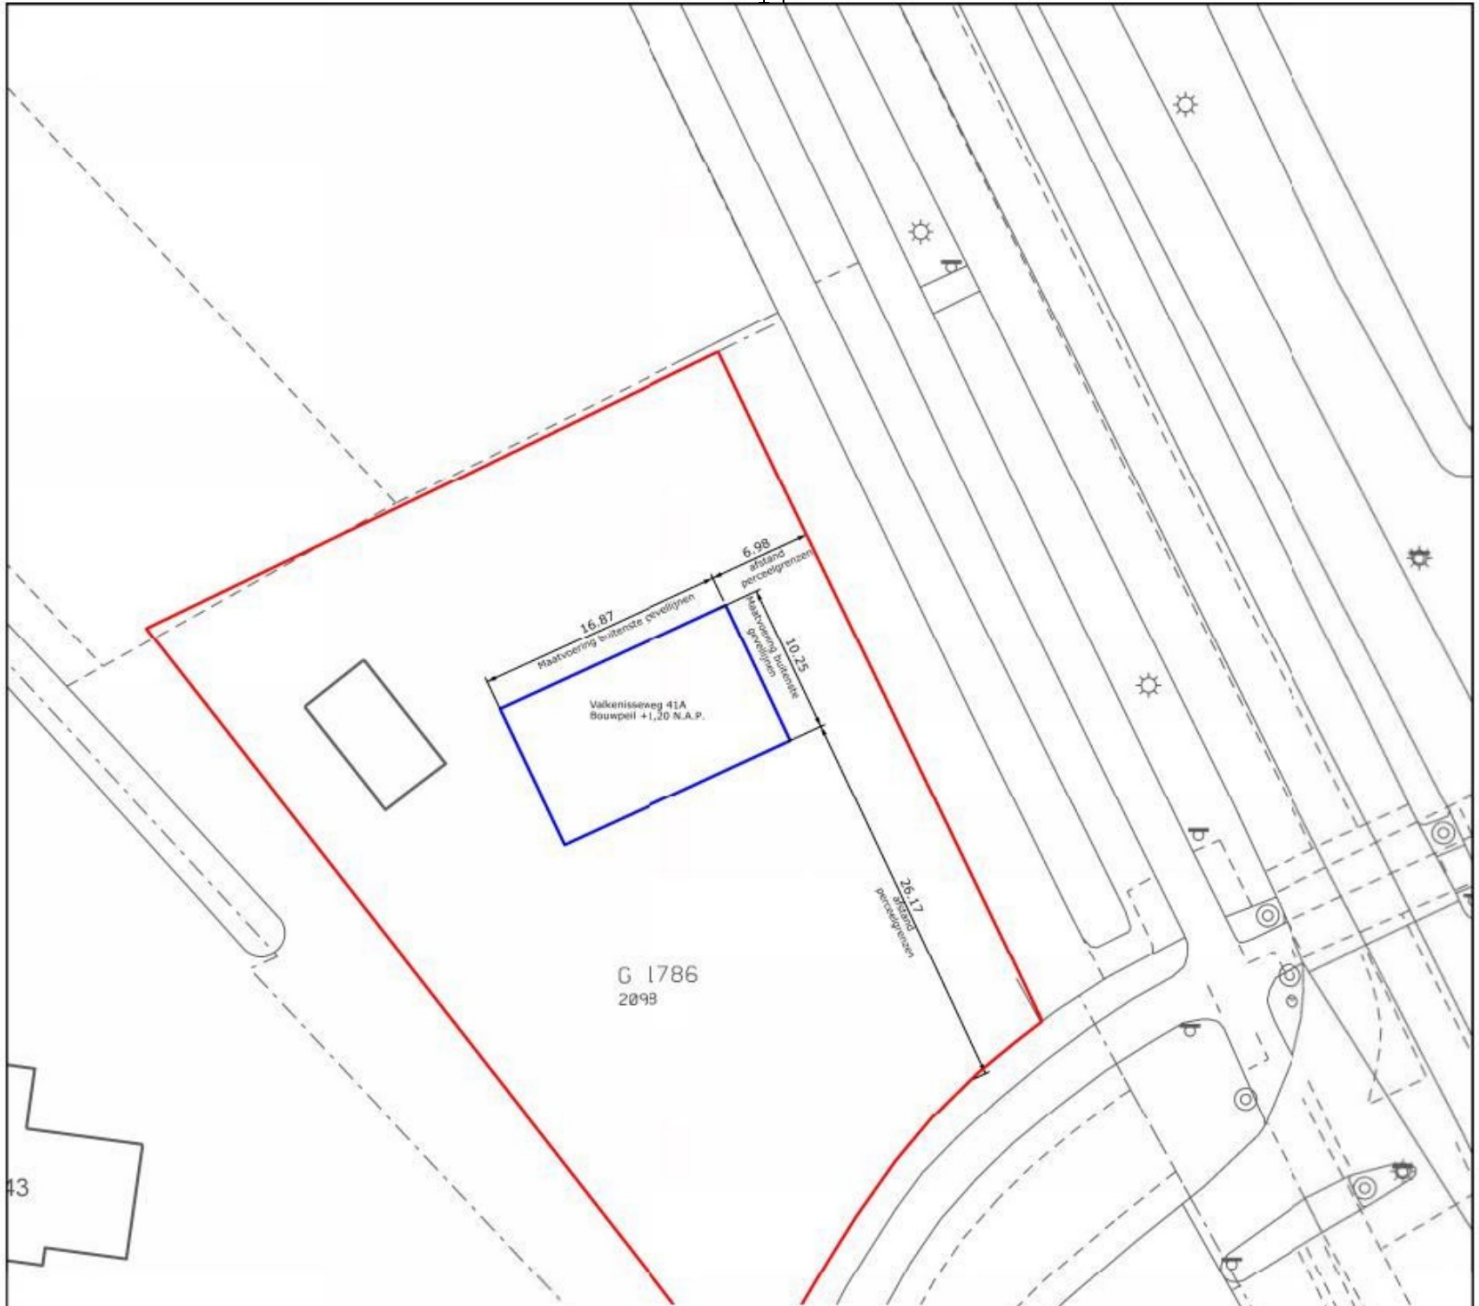 6.98
afstand
perceelgrenzen
16.87
Maatvoering buitenste gevellijnen
Maatvoering buitenste
gevellijnen
10.25
Valkenisseweg 41A
Bouwpeil +1,20 N.A.P.
26.17
afstand
perceelgrenzen
G 1786
2098
43